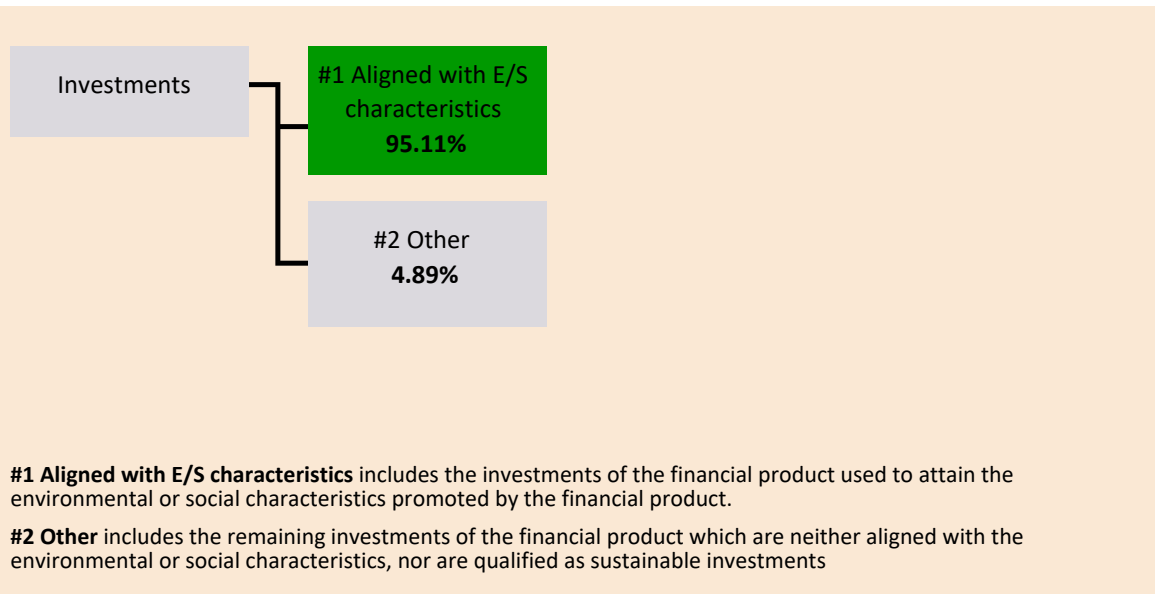 Investments
#1 Aligned with E/S
characteristics
95.11%
#2 Other
4.89%
#1 Aligned with E/S characteristics includes the investments of the financial product used to attain the
environmental or social characteristics promoted by the financial product.
#2 Other includes the remaining investments of the financial product which are neither aligned with the
environmental or social characteristics, nor are qualified as sustainable investments